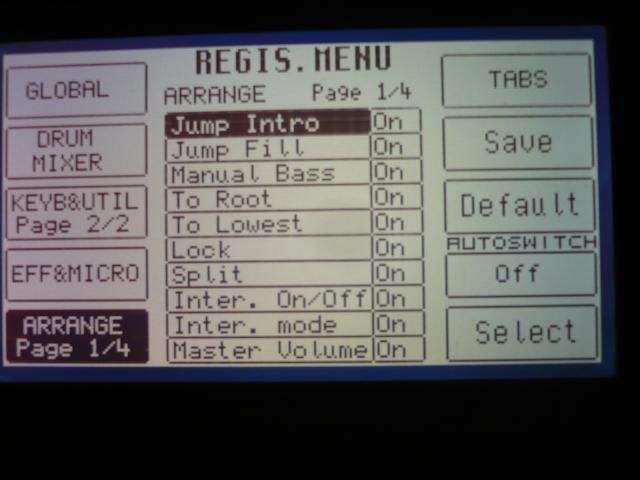 REGIS.MENU
GLOBAL
DRUM
MIXER
KEYB&UTIL
Page 2/2
EFF&MICRO
ARRANGE
Page 1/4
ARRANGE Page 1/4
Jump Intro On
Jump Fill On
Manual Bass On
To Root On
To Lowest On
Lock On
Split On
Inter. On/Off On
Inter. mode On
Master Volume On
TABS
Save
Default
AUTOSWITCH
Off
Select